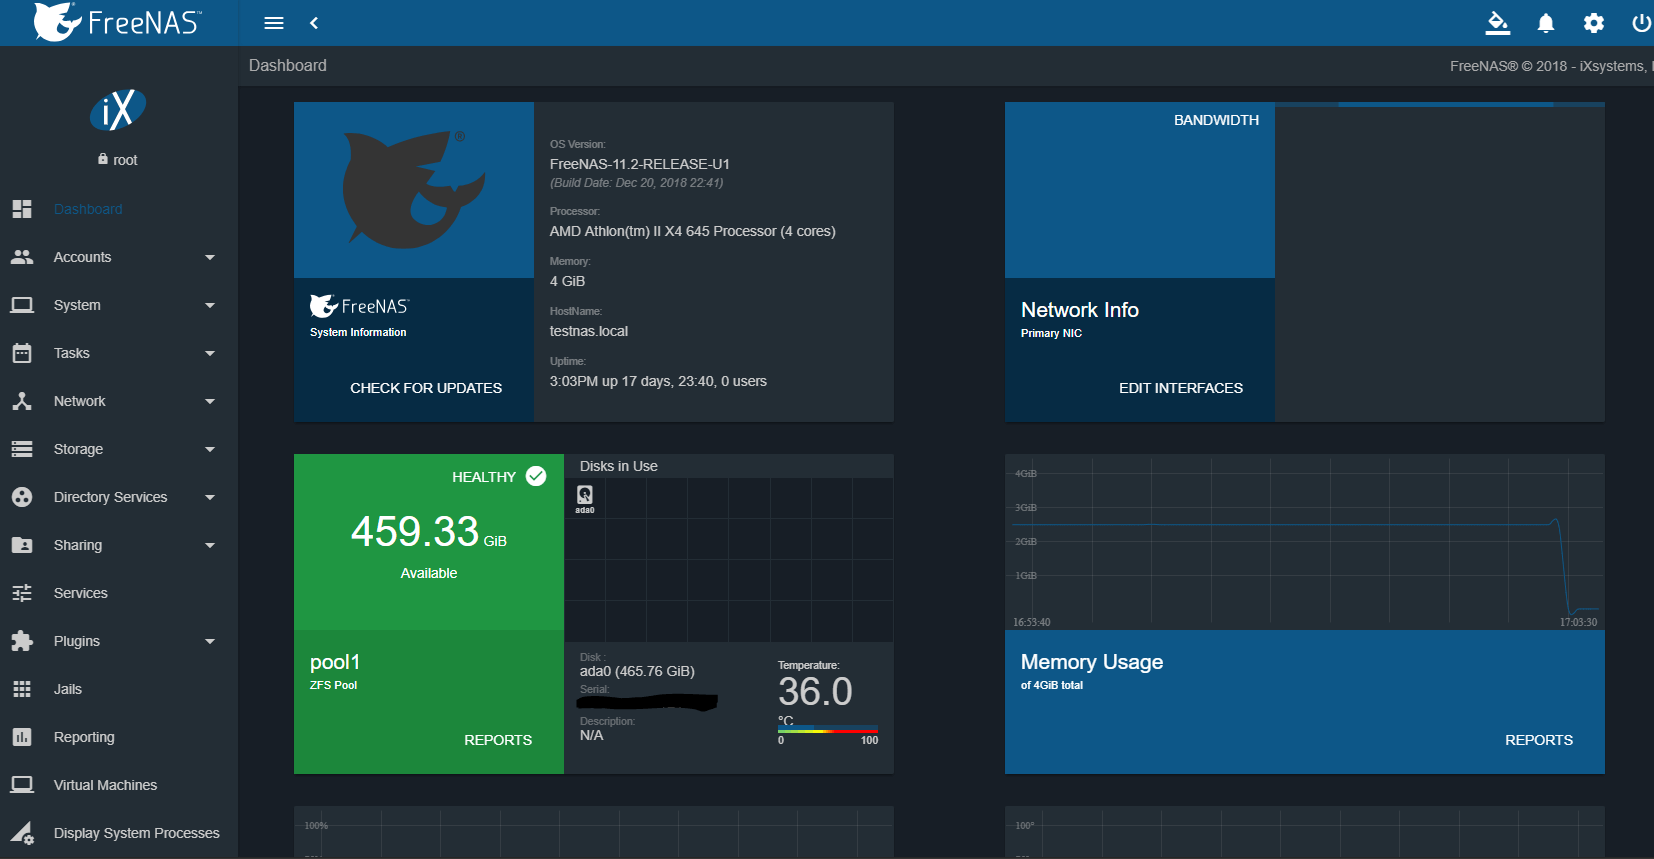 FreeNAS™
Dashboard
FreeNAS® © 2018 - iXsystems,
iX
root
Dashboard
Accounts
System
Tasks
Network
Storage
Directory Services
Sharing
Services
Plugins
Jails
Reporting
Virtual Machines
Display System Processes
®
FreeNAS
System Information
CHECK FOR UPDATES
OS Version:
FreeNAS-11.2-RELEASE-U1
(Build Date: Dec 20, 2018 22:41)
Processor:
AMD Athlon(tm) II X4 645 Processor (4 cores)
Memory:
4 GiB
HostName:
testnas.local
Uptime:
3:03PM up 17 days, 23:40, 0 users
BANDWIDTH
Network Info
Primary NIC
EDIT INTERFACES
HEALTHY
459.33 GiB
Available
pool1
ZFS Pool
REPORTS
Disks in Use
ada0
Disk :
ada0 (465.76 GiB)
Serial:
Description:
N/A
Temperature:
36.0
°C
0 100
4GiB
3GiB
2GiB
1GiB
16:53:40 17:03:30
Memory Usage
of 4GiB total
REPORTS
100%
100°